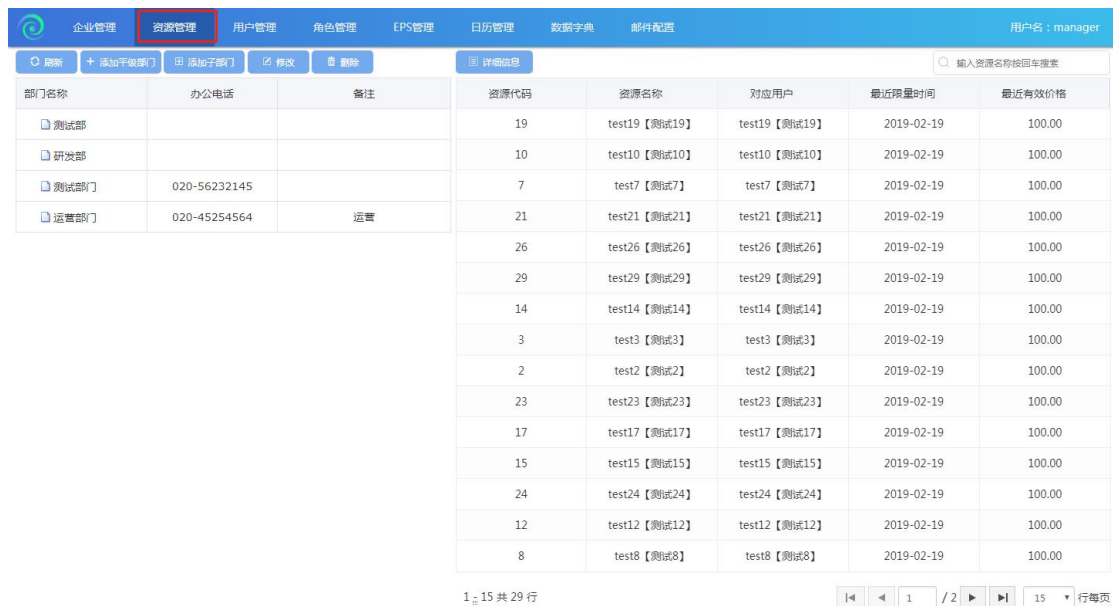 企业管理 资源管理 用户管理 角色管理 EPS管理 日历管理 数据字典 邮件配置 用户名：manager
刷新 添加平级部门 添加子部门 修改 删除 详细信息 输入资源名称按回车搜索
部门名称 办公电话 备注 资源代码 资源名称 对应用户 最近限量时间 最近有效价格
测试部 19 test19【测试19】 test19【测试19】 2019-02-19 100.00
研发部 10 test10【测试10】 test10【测试10】 2019-02-19 100.00
测试部门 020-56232145 7 test7【测试7】 test7【测试7】 2019-02-19 100.00
运营部门 020-45254564 运营 21 test21【测试21】 test21【测试21】 2019-02-19 100.00
26 test26【测试26】 test26【测试26】 2019-02-19 100.00
29 test29【测试29】 test29【测试29】 2019-02-19 100.00
14 test14【测试14】 test14【测试14】 2019-02-19 100.00
3 test3【测试3】 test3【测试3】 2019-02-19 100.00
2 test2【测试2】 test2【测试2】 2019-02-19 100.00
23 test23【测试23】 test23【测试23】 2019-02-19 100.00
17 test17【测试17】 test17【测试17】 2019-02-19 100.00
15 test15【测试15】 test15【测试15】 2019-02-19 100.00
24 test24【测试24】 test24【测试24】 2019-02-19 100.00
12 test12【测试12】 test12【测试12】 2019-02-19 100.00
8 test8【测试8】 test8【测试8】 2019-02-19 100.00
1 - 15 共 29 行 1 / 2 15 行每页